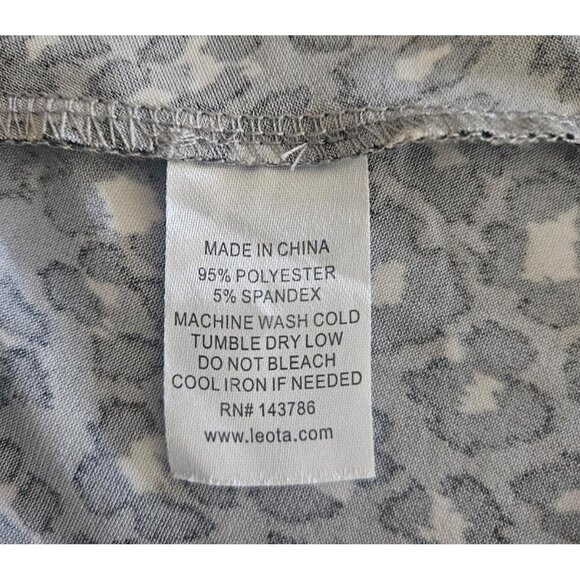 MADE IN CHINA
95% POLYESTER
5% SPANDEX
MACHINE WASH COLD
TUMBLE DRY LOW
DO NOT BLEACH
COOL IRON IF NEEDED
RN# 143786
www.leota.com